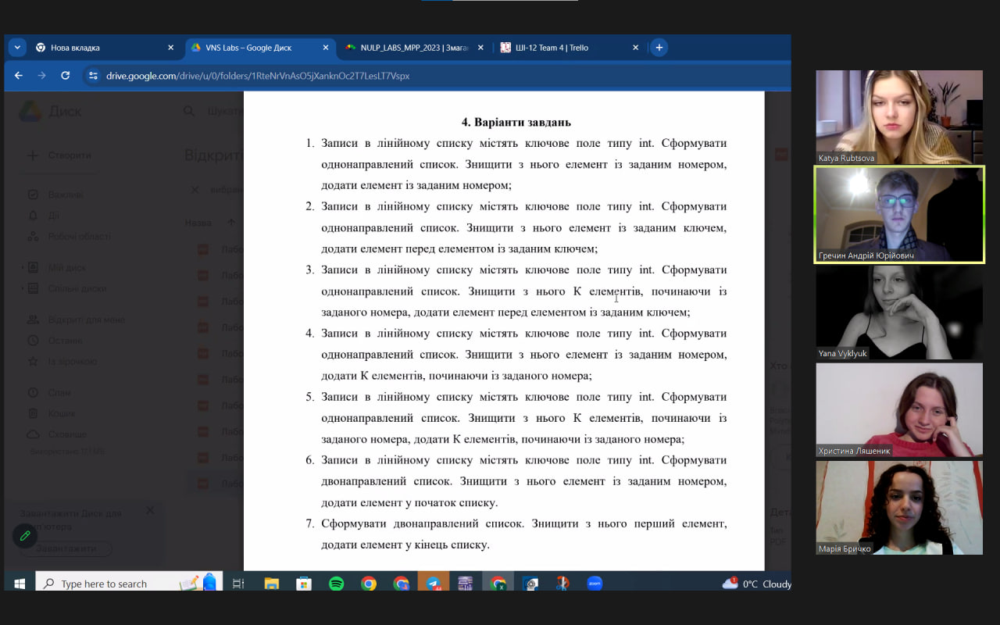 Нова вкладка
VNS Labs – Google Диск
NULP_LABS_MPP_2023 | Змага
ШІ-12 Team 4 | Trello
drive.google.com/drive/u/0/folders/1RteNrVnAsO5jXanknOc2T7LesLT7Vspx
Диск
Шукати
Створити
Відкриті
вибрано
Важливі
Дії
Робочі області
Назва
Мій диск
Спільні диски
Відкриті для мене
Останні
Із зірочкою
Спам
Кошик
Сховище
Використано 17,1 МБ
Завантажити Диск для
Завантажити
Лабо
Лабо
Лабо
Лабо
Лабо
Лабо
Лабо
Лабо
Лабо
Лабо
4. Варіанти завдань
1. Записи в лінійному списку містять ключове поле типу int. Сформувати
однонаправлений список. Знищити з нього елемент із заданим номером,
додати елемент із заданим номером;
2. Записи в лінійному списку містять ключове поле типу int. Сформувати
однонаправлений список. Знищити з нього елемент із заданим ключем,
додати елемент перед елементом із заданим ключем;
3. Записи в лінійному списку містять ключове поле типу int. Сформувати
однонаправлений список. Знищити з нього К елементів, починаючи із
заданого номера, додати елемент перед елементом із заданим ключем;
4. Записи в лінійному списку містять ключове поле типу int. Сформувати
однонаправлений список. Знищити з нього елемент із заданим номером,
додати К елементів, починаючи із заданого номера;
5. Записи в лінійному списку містять ключове поле типу int. Сформувати
однонаправлений список. Знищити з нього К елементів, починаючи із
заданого номера, додати К елементів, починаючи із заданого номера;
6. Записи в лінійному списку містять ключове поле типу int. Сформувати
двонаправлений список. Знищити з нього елемент із заданим номером,
додати елемент у початок списку.
7. Сформувати двонаправлений список. Знищити з нього перший елемент,
додати елемент у кінець списку.
Хто
Дета
Тип
PDF
Type here to search
zoom
0°C Cloudy
Katya Rubtsova
Гречин Андрій Юрійович
Yana Vyklyuk
Христина Ляшеник
Марія Бричко